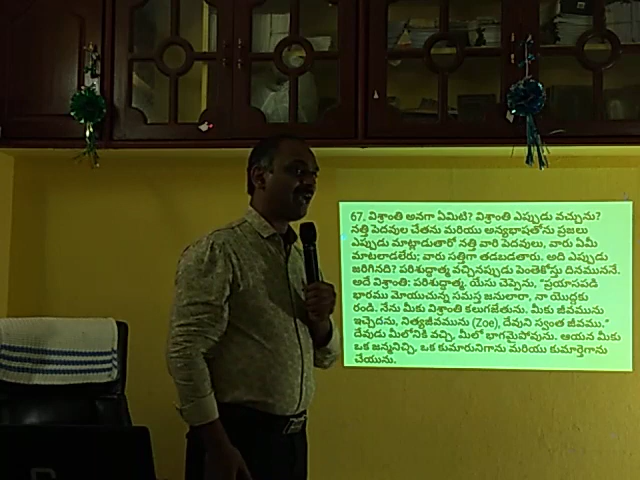 67. విశ్రాంతి అనగా ఏమిటి? విశ్రాంతి ఎప్పుడు వచ్చును?
నత్తి పెదవుల చేతను మరియు అన్యభాషతోను ప్రజలు
ఎప్పుడు మాట్లాడుతారో నత్తి వారి పెదవులు, వారు ఏమీ
మాటలాడలేరు; వారు సత్తిగా తడబడతారు. అది ఎప్పుడు
జరిగినది? పరిశుద్ధాత్మ వచ్చినప్పుడు పెంతెకొస్తు దినముననే.
అదే విశ్రాంతి; పరిశుద్ధాత్మ. యేసు చెప్పెను, "ప్రయాసపడి
భారము మోయుచున్న సమస్త జనులారా, నా యొద్దకు
రండి. నేను మీకు విశ్రాంతి కలుగజేతును. మీకు జీవమును
ఇచ్చెదను, నిత్యజీవమును (Zoe), దేవుని స్వంత జీవము."
దేవుడు మీలోనికి వచ్చి, మీలో భాగమైపోవును. ఆయన మీకు
ఒక జన్మనిచ్చి, ఒక కుమారునిగాను మరియు కుమార్తెగాను
చేయును.